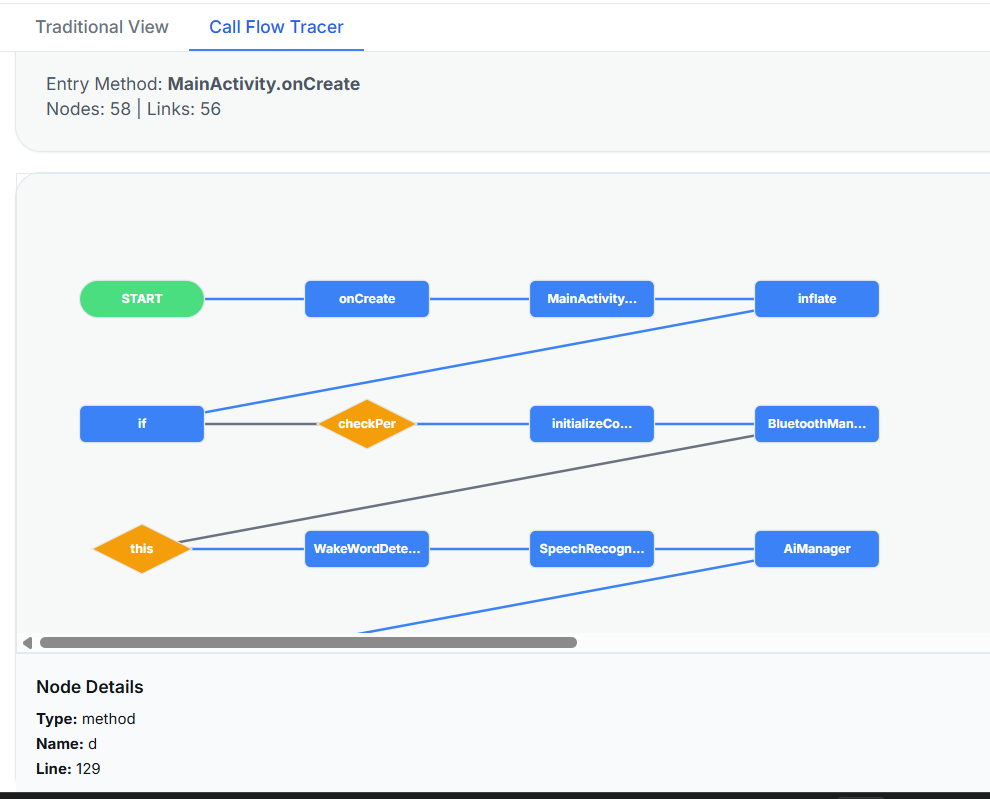 Traditional View
Call Flow Tracer
Entry Method: MainActivity.onCreate
Nodes: 58 | Links: 56
START
onCreate
MainActivity...
inflate
if
checkPer
initializeCo...
BluetoothMan...
this
WakeWordDete...
SpeechRecogn...
AiManager
Node Details
Type: method
Name: d
Line: 129